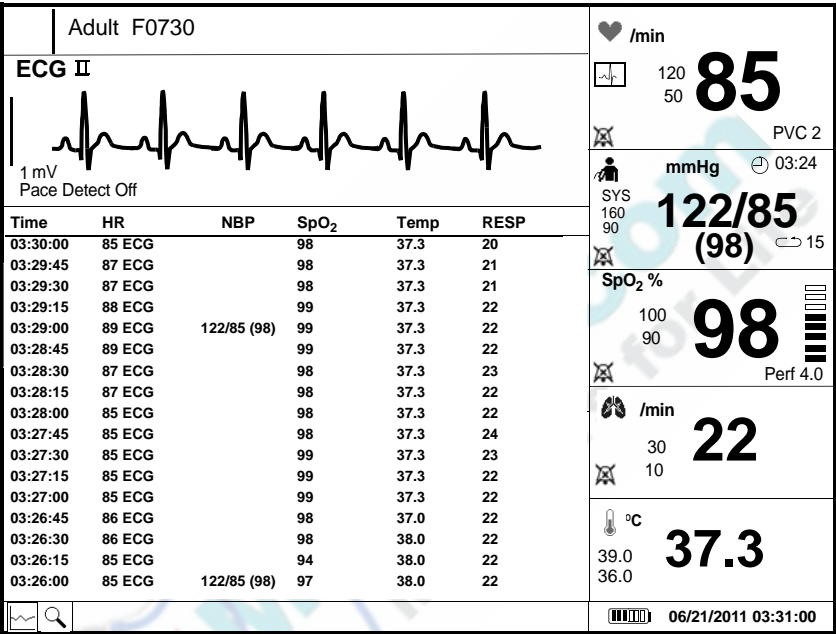 Adult F0730
ECG II
1 mV
Pace Detect Off
Time HR NBP SpO2 Temp RESP
03:30:00 85 ECG 98 37.3 20
03:29:45 87 ECG 98 37.3 21
03:29:30 87 ECG 98 37.3 21
03:29:15 88 ECG 99 37.3 22
03:29:00 89 ECG 122/85 (98) 99 37.3 22
03:28:45 89 ECG 99 37.3 22
03:28:30 87 ECG 98 37.3 23
03:28:15 87 ECG 98 37.3 22
03:28:00 85 ECG 98 37.3 22
03:27:45 85 ECG 98 37.3 24
03:27:30 85 ECG 99 37.3 23
03:27:15 85 ECG 99 37.3 22
03:27:00 85 ECG 99 37.3 22
03:26:45 86 ECG 98 37.0 22
03:26:30 86 ECG 98 38.0 22
03:26:15 85 ECG 94 38.0 22
03:26:00 85 ECG 122/85 (98) 97 38.0 22
/min
120
50
85
PVC 2
mmHg 03:24
SYS
160
90
122/85
(98)
15
SpO2 %
100
90
98
Perf 4.0
/min
30
10
22
°C
39.0
36.0
37.3
06/21/2011 03:31:00
com
for Life